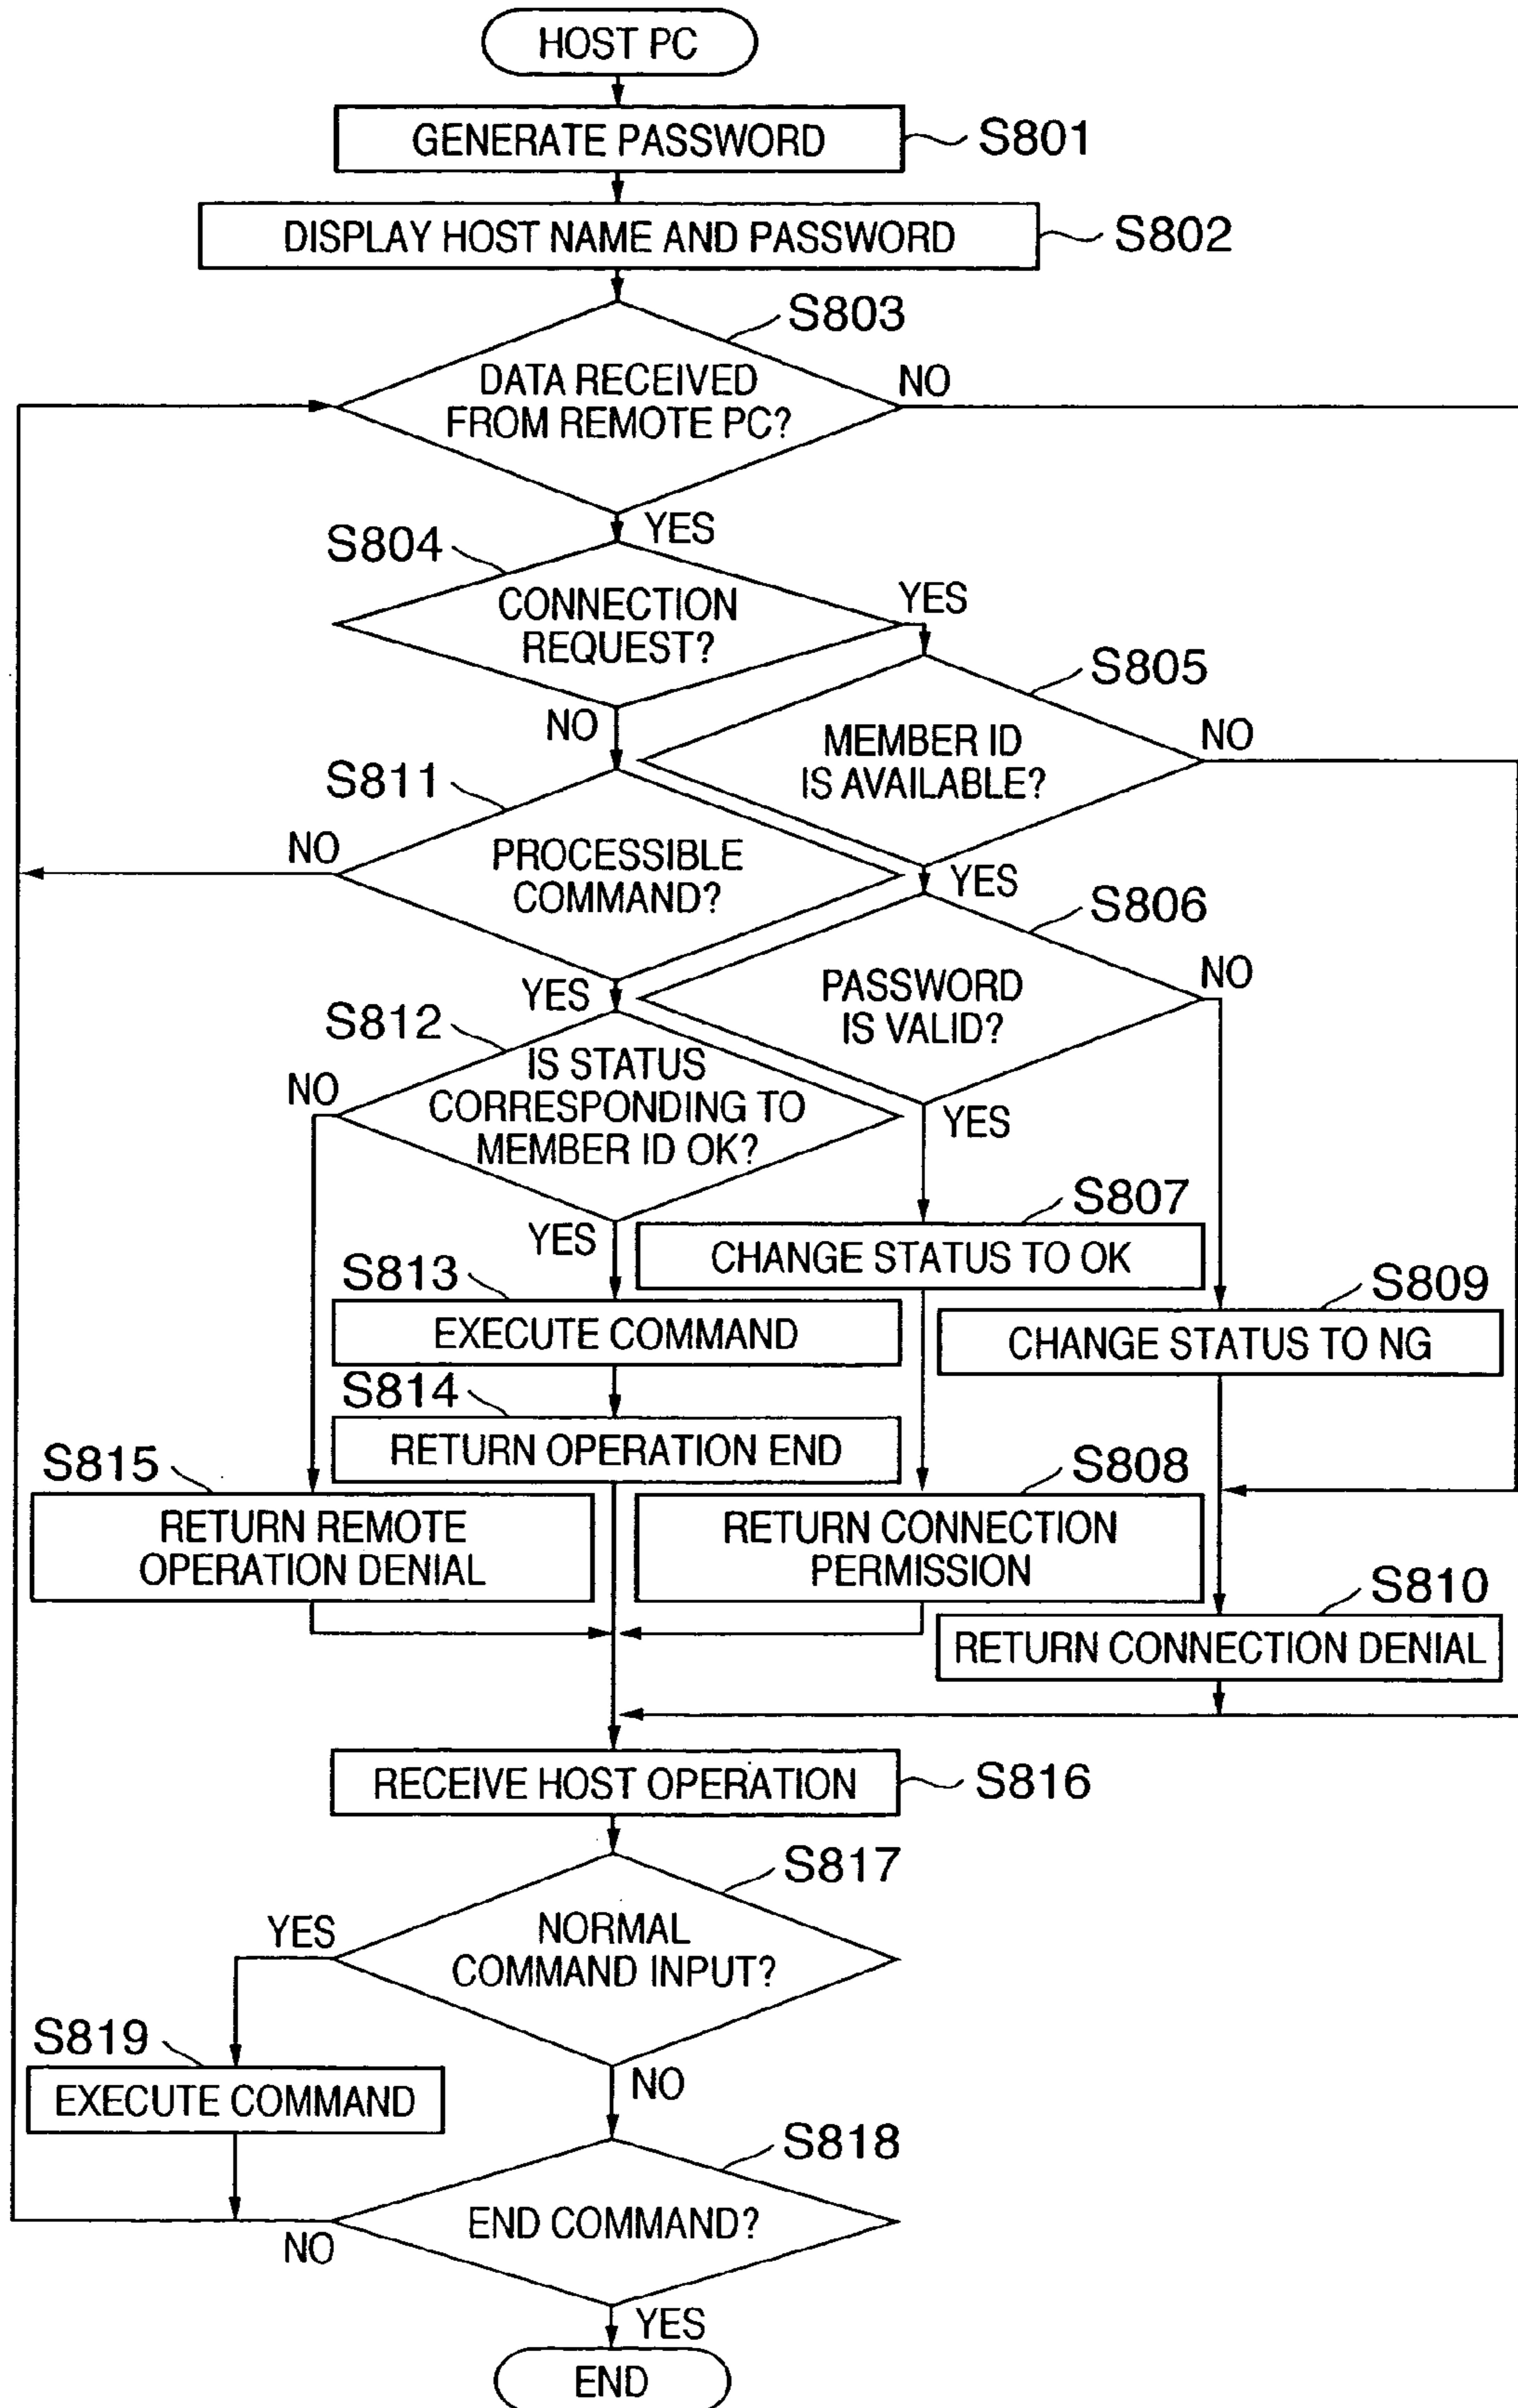 HOST PC
GENERATE PASSWORD
S801
DISPLAY HOST NAME AND PASSWORD
S802
S803
DATA RECEIVED
FROM REMOTE PC?
NO
YES
S804
CONNECTION
REQUEST?
YES
NO
S805
MEMBER ID
IS AVAILABLE?
NO
YES
S811
PROCESSIBLE
COMMAND?
NO
YES
S806
PASSWORD
IS VALID?
NO
YES
S812
IS STATUS
CORRESPONDING TO
MEMBER ID OK?
NO
YES
S807
CHANGE STATUS TO OK
S813
EXECUTE COMMAND
S809
CHANGE STATUS TO NG
S814
RETURN OPERATION END
S815
RETURN REMOTE
OPERATION DENIAL
S808
RETURN CONNECTION
PERMISSION
S810
RETURN CONNECTION DENIAL
RECEIVE HOST OPERATION
S816
S817
NORMAL
COMMAND INPUT?
YES
NO
S819
EXECUTE COMMAND
S818
END COMMAND?
NO
YES
END